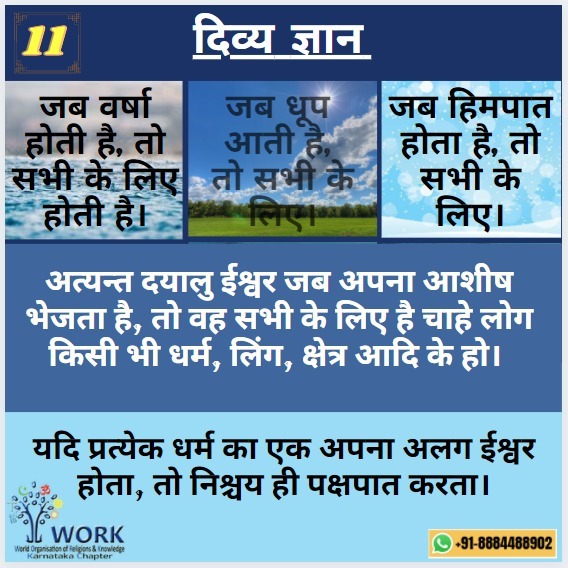 11
दिव्य ज्ञान
जब वर्षा
होती है, तो
सभी के लिए
होती है।
जब धूप
आती है,
तो सभी के
लिए।
जब हिमपात
होता है, तो
सभी के
लिए।
अत्यन्त दयालु ईश्वर जब अपना आशीष
भेजता है, तो वह सभी के लिए है चाहे लोग
किसी भी धर्म, लिंग, क्षेत्र आदि के हो।
यदि प्रत्येक धर्म का एक अपना अलग ईश्वर
होता, तो निश्चय ही पक्षपात करता।
WORK
World Organisation of Religions & Knowledge
Karnataka Chapter
+91-8884488902